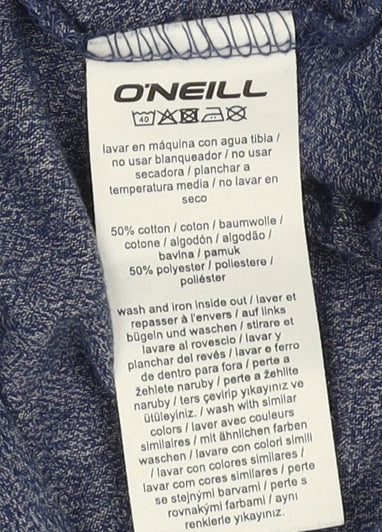 O'NEILL
40
lavar en máquina con agua tibia /
no usar blanqueador / no usar
secadora / planchar a
temperatura media / no lavar en
seco
50% cotton / coton / baumwolle /
cotone / algodón / algodão /
bavlna / pamuk
50% polyester / poliestere /
poliéster
wash and iron inside out / laver et
repasser à l'envers / auf links
bügeln und waschen / stirare et
lavare al rovescio / lavar y
planchar del revés / lavar e ferro
de dentro para fora / perte a
žehlete naruby / perte a žehlite
naruby / ters çevirip yıkayınız ve
ütüleyiniz. / wash with similar
colors / laver avec couleurs
similaires / mit ähnlichen farben
waschen / lavare con colori simili
/ lavar con colores similares /
lavar com cores similares / perte
se stejnými barvami / perte s
rovnakými farbami / aynı
renklerle yıkayınız.